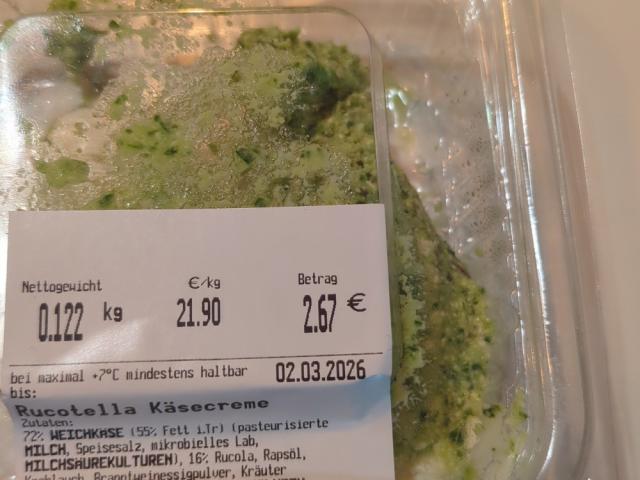 Nettogewicht €/kg Betrag
0.122 kg 21.90 2.67 €
bei maximal +7°C mindestens haltbar 02.03.2026
bis:
Rucotella Käsecreme
Zutaten:
72% WEICHKÄSE (55% Fett i.Tr) (pasteurisierte
MILCH, Speisesalz, mikrobielles Lab,
MILCHSÄUREKULTUREN), 16% Rucola, Rapsöl,
Knoblauch, Branntweinessigpulver, Kräuter